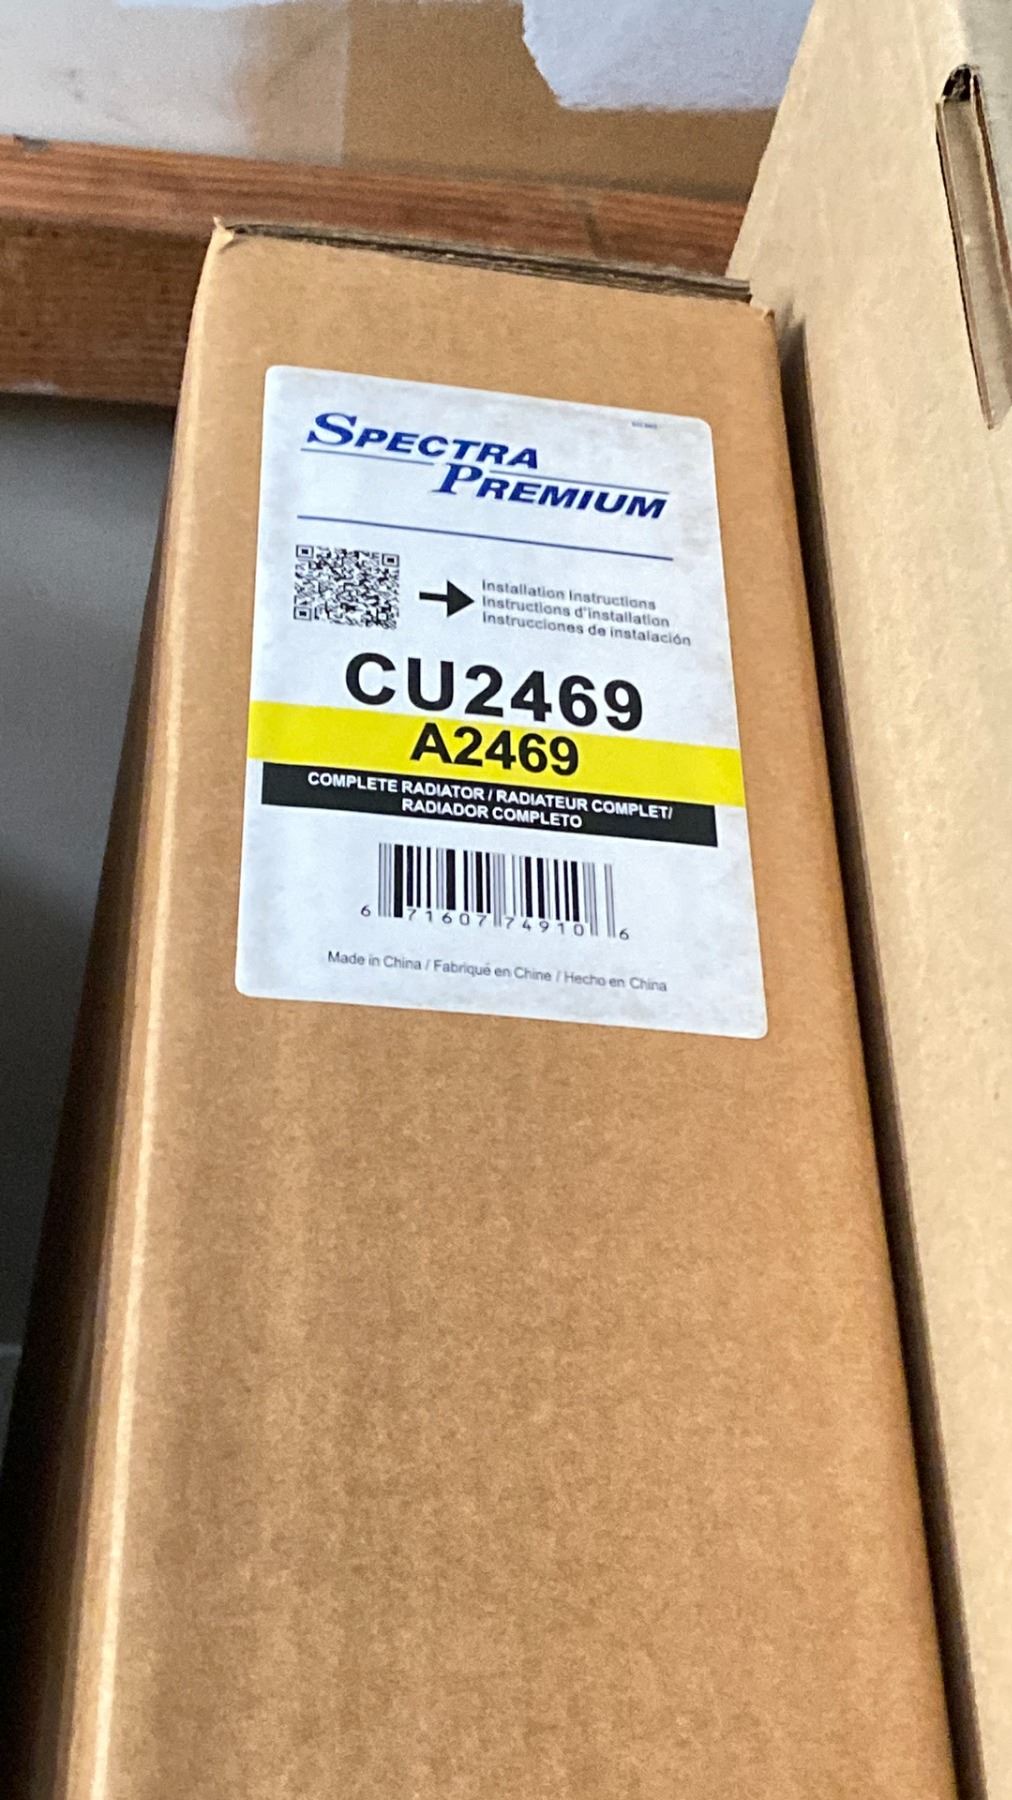 SPECTRA
PREMIUM
Installation Instructions
Instructions d'installation
Instrucciones de instalación
CU2469
A2469
COMPLETE RADIATOR / RADIATEUR COMPLET/
RADIADOR COMPLETO
6 71607 74910 6
Made in China / Fabriqué en Chine / Hecho en China